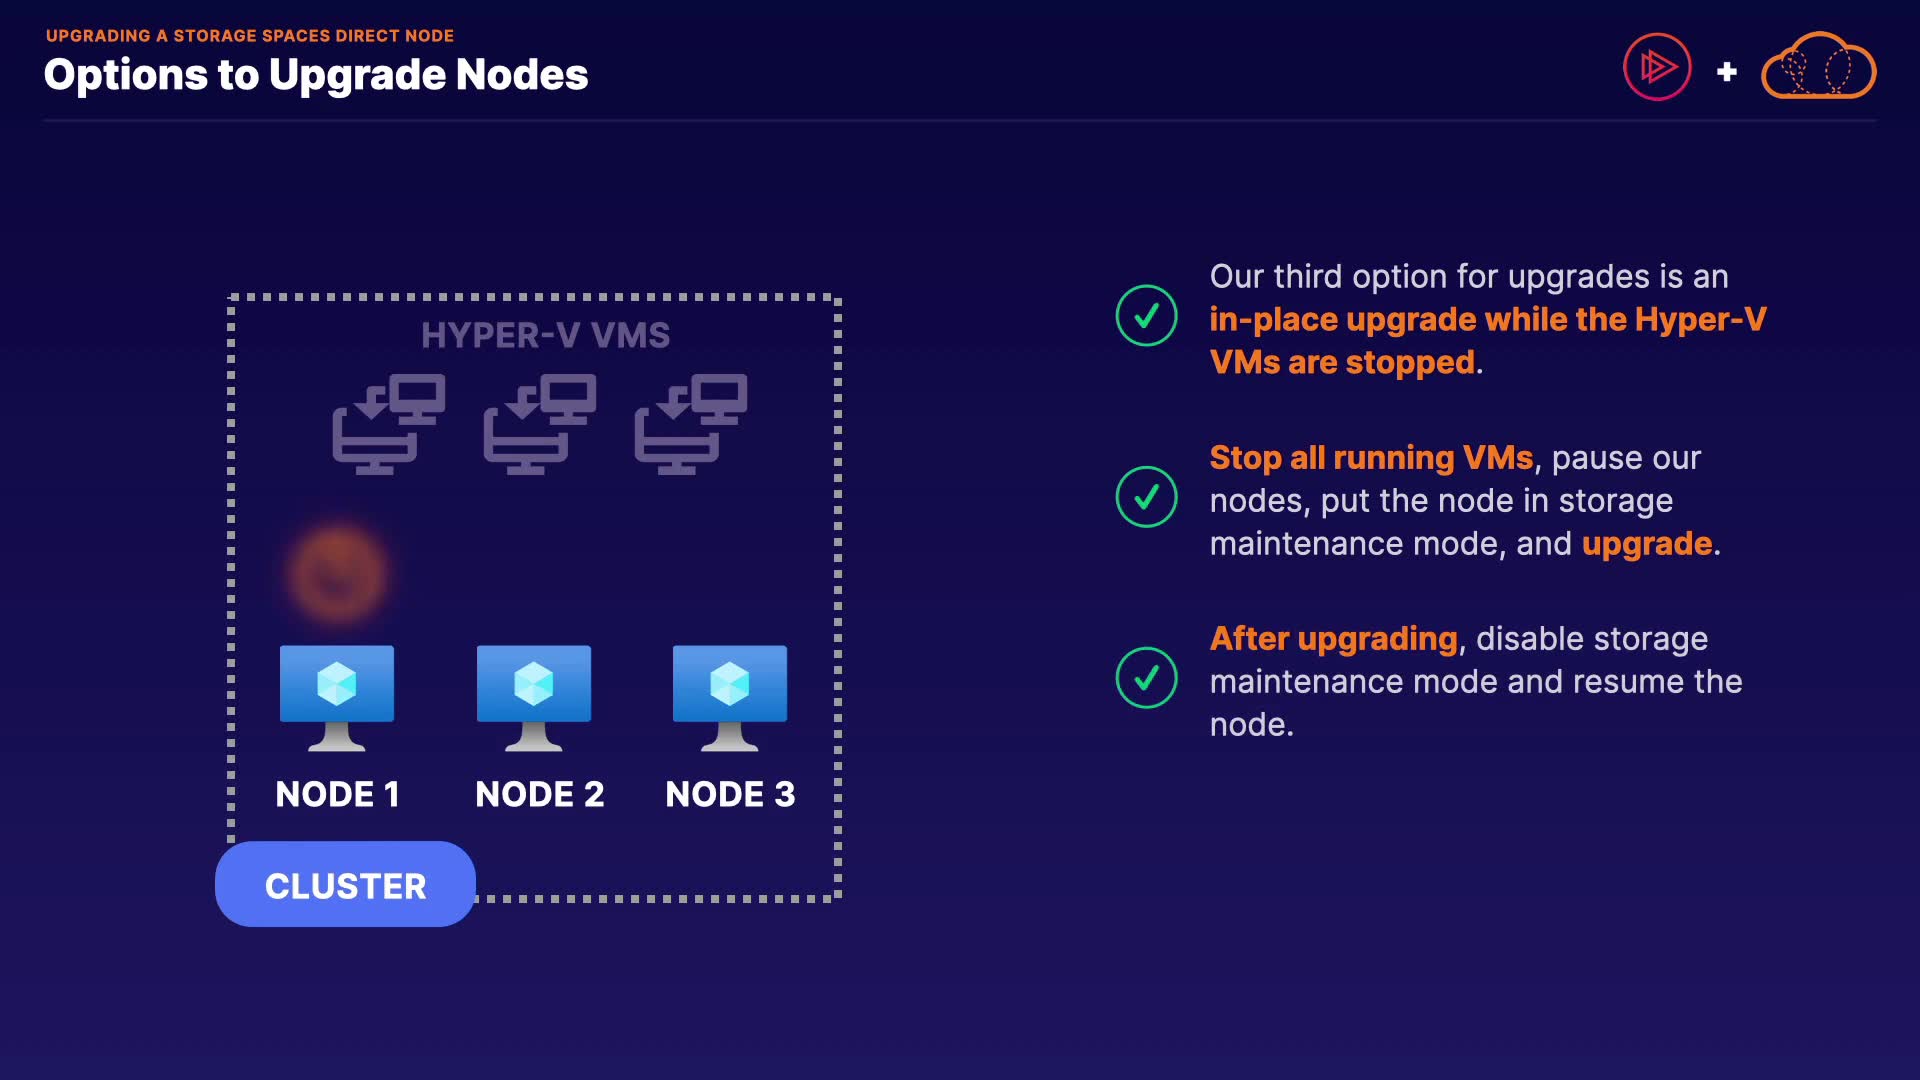 UPGRADING A STORAGE SPACES DIRECT NODE
Options to Upgrade Nodes
HYPER-V VMS
NODE 1
NODE 2
NODE 3
CLUSTER
Our third option for upgrades is an
in-place upgrade while the Hyper-V
VMs are stopped.
Stop all running VMs, pause our
nodes, put the node in storage
maintenance mode, and upgrade.
After upgrading, disable storage
maintenance mode and resume the
node.